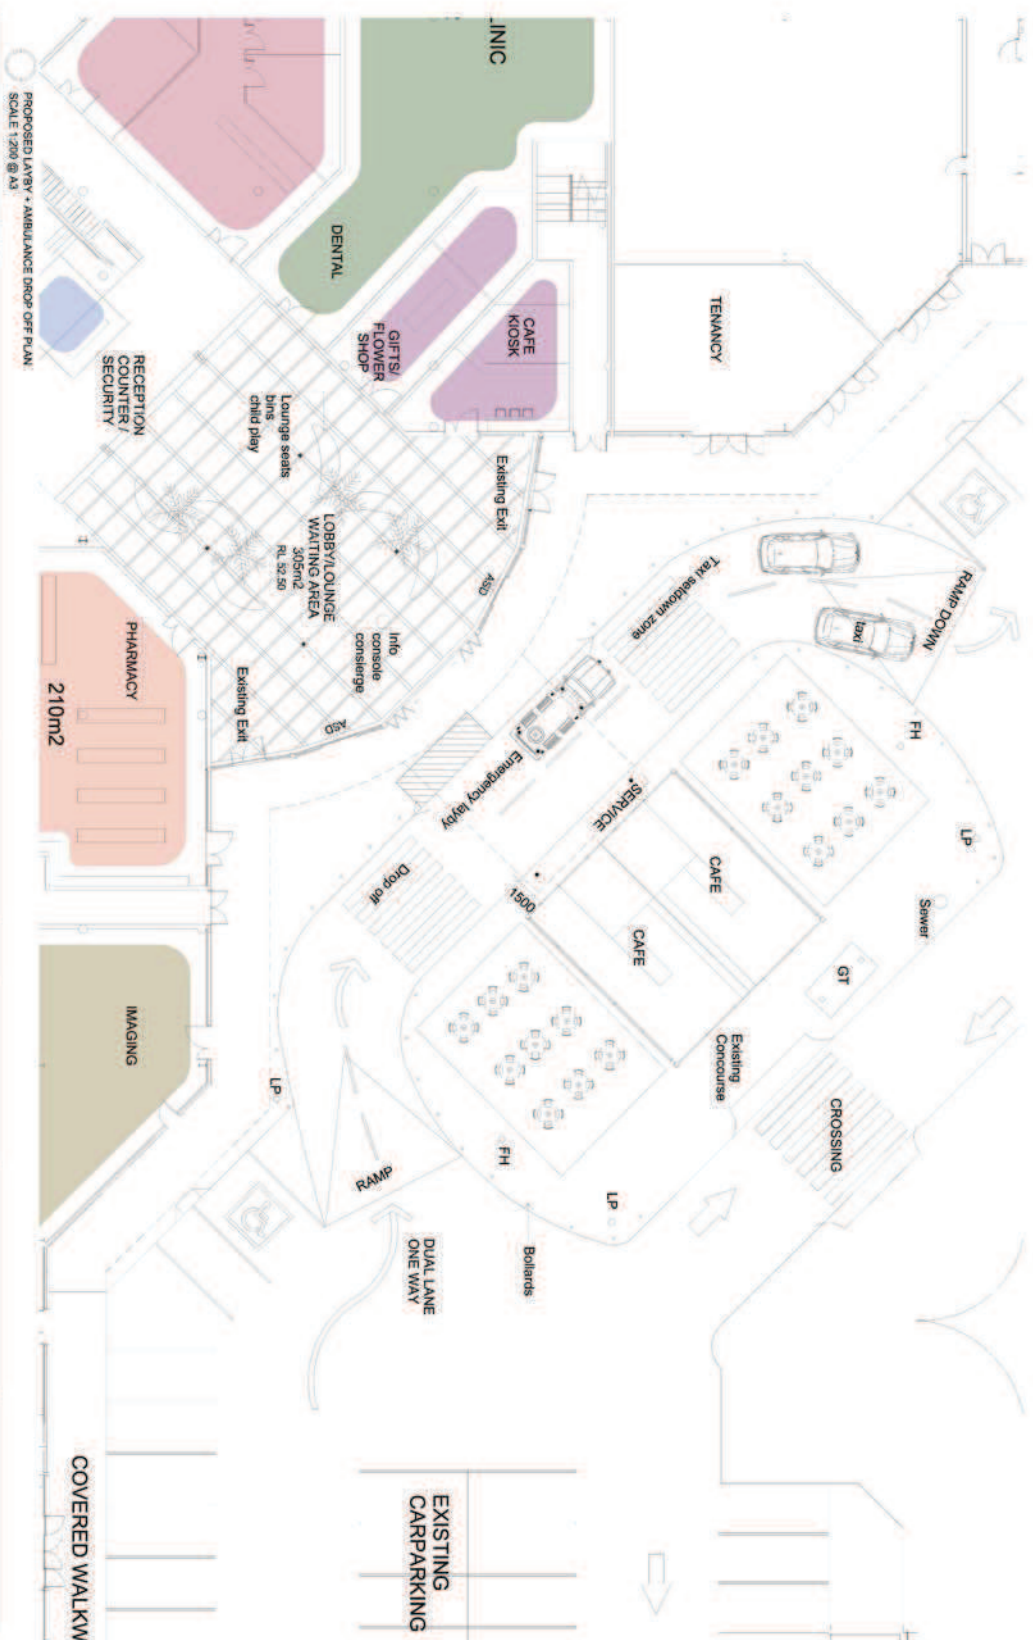 LINIC
DENTAL
GIFTS/
FLOWER
SHOP
CAFE
KIOSK
TENANCY
RECEPTION
COUNTER /
SECURITY
Lounge seats
bins
child play
LOBBY/LOUNGE
WAITING AREA
305m2
RL 52.50
Existing Exit
ASD
Info
console
consierge
Existing Exit
ASD
PHARMACY
210m2
IMAGING
Taxi setdown zone
taxi
RAMP DOWN
Emergency layby
SERVICE
1500
Drop off
CAFE
CAFE
FH
LP
Sewer
GT
Existing
Concourse
CROSSING
LP
FH
LP
RAMP
Bollards
DUAL LANE
ONE WAY
EXISTING
CARPARKING
COVERED WALKW
PROPOSED LAYBY + AMBULANCE DROP OFF PLAN
SCALE 1:200 @ A3